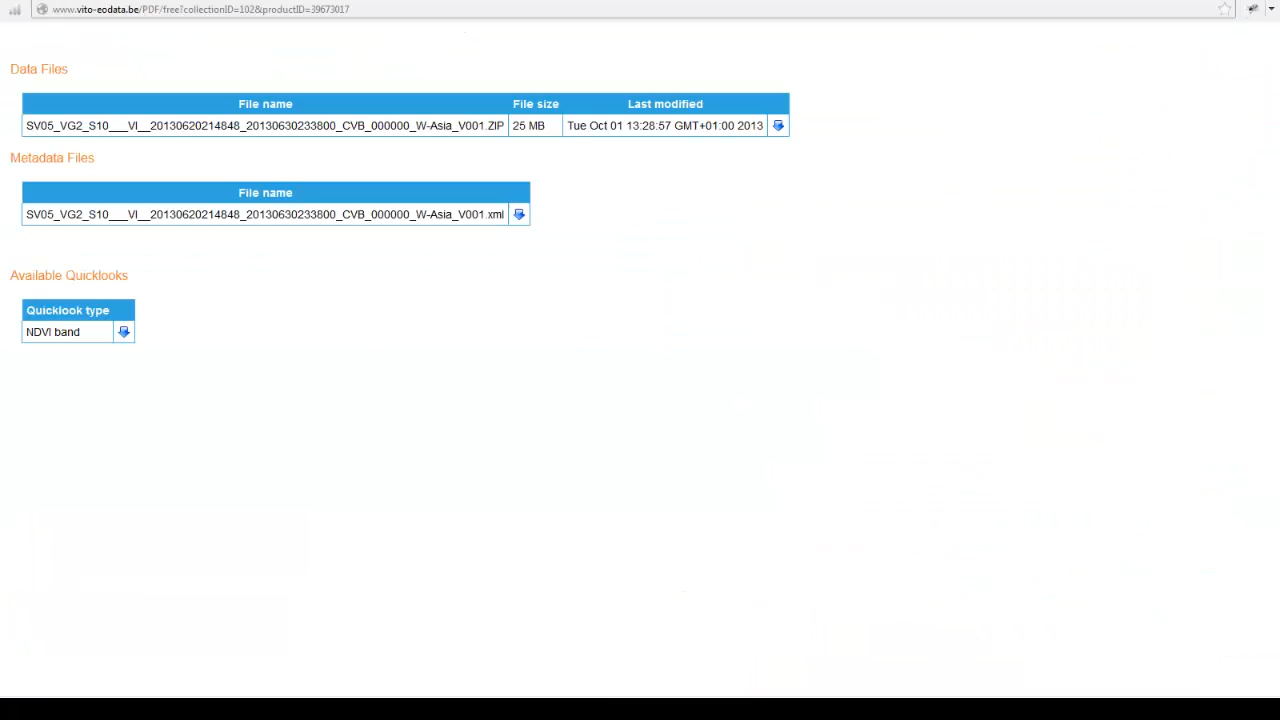 www.vito-eodata.be/PDF/free?collectionID=102&productID=39673017
Data Files
File name File size Last modified
SV05_VG2_S10___VI__20130620214848_20130630233800_CVB_000000_W-Asia_V001.ZIP 25 MB Tue Oct 01 13:28:57 GMT+01:00 2013
Metadata Files
File name
SV05_VG2_S10___VI__20130620214848_20130630233800_CVB_000000_W-Asia_V001.xml
Available Quicklooks
Quicklook type
NDVI band